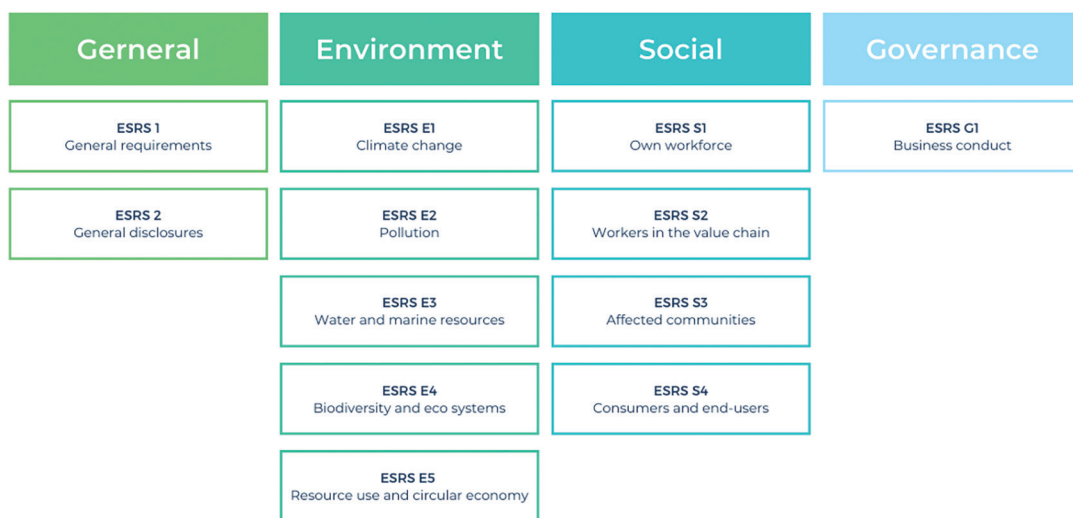 Gerneral
ESRS 1
General requirements
ESRS 2
General disclosures
Environment
ESRS E1
Climate change
ESRS E2
Pollution
ESRS E3
Water and marine resources
ESRS E4
Biodiversity and eco systems
ESRS E5
Resource use and circular economy
Social
ESRS S1
Own workforce
ESRS S2
Workers in the value chain
ESRS S3
Affected communities
ESRS S4
Consumers and end-users
Governance
ESRS G1
Business conduct